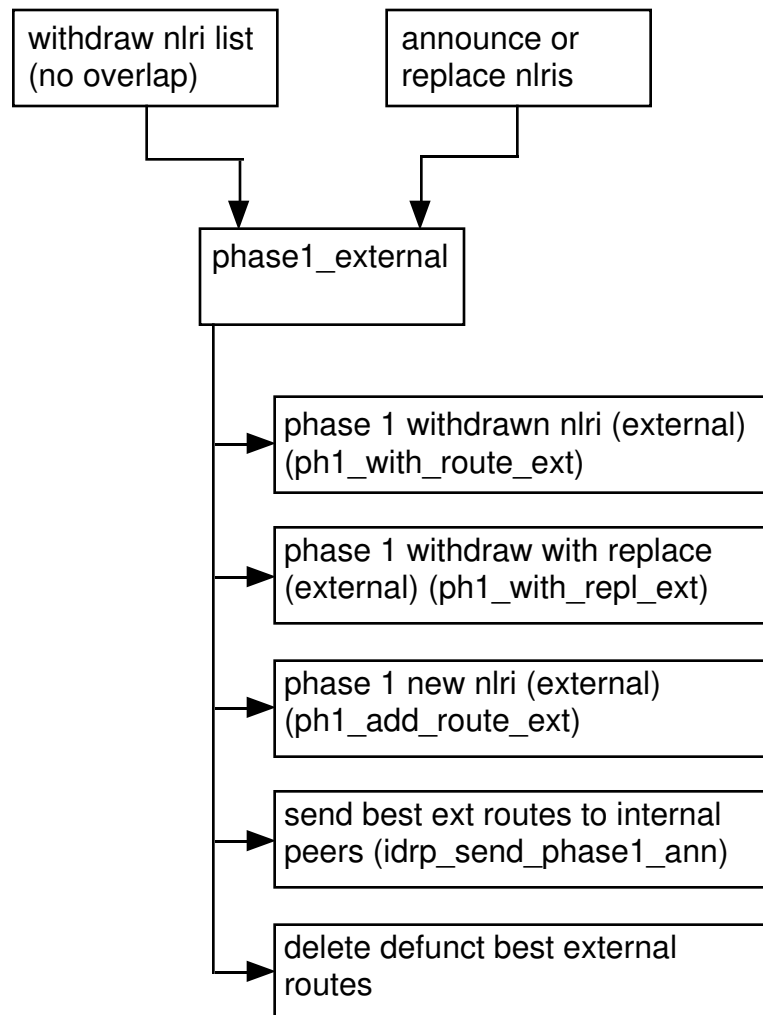 withdraw nlri list
(no overlap)
announce or
replace nlris
phase1_external
phase 1 withdrawn nlri (external)
(ph1_with_route_ext)
phase 1 withdraw with replace
(external) (ph1_with_repl_ext)
phase 1 new nlri (external)
(ph1_add_route_ext)
send best ext routes to internal
peers (idrp_send_phase1_ann)
delete defunct best external
routes